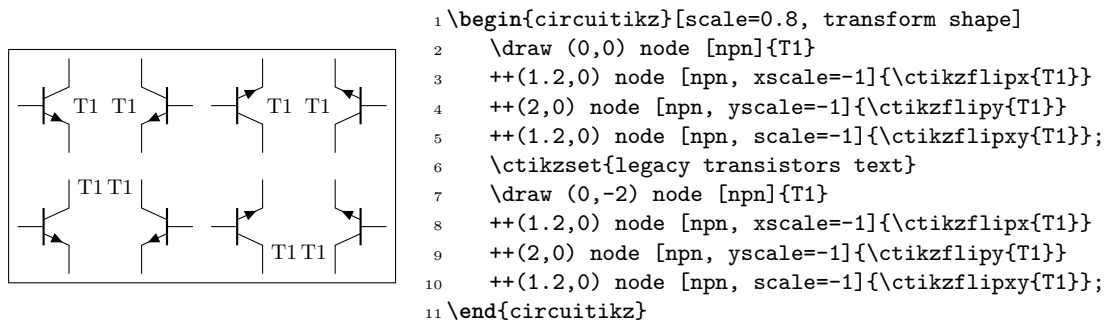 T1 T1 T1 T1
T1 T1
T1 T1
1 \begin{circuitikz}[scale=0.8, transform shape]
2 \draw (0,0) node [npn]{T1}
3 ++(1.2,0) node [npn, xscale=-1]{\ctikzflipx{T1}}
4 ++(2,0) node [npn, yscale=-1]{\ctikzflipy{T1}}
5 ++(1.2,0) node [npn, scale=-1]{\ctikzflipxy{T1}};
6 \ctikzset{legacy transistors text}
7 \draw (0,-2) node [npn]{T1}
8 ++(1.2,0) node [npn, xscale=-1]{\ctikzflipx{T1}}
9 ++(2,0) node [npn, yscale=-1]{\ctikzflipy{T1}}
10 ++(1.2,0) node [npn, scale=-1]{\ctikzflipxy{T1}};
11 \end{circuitikz}